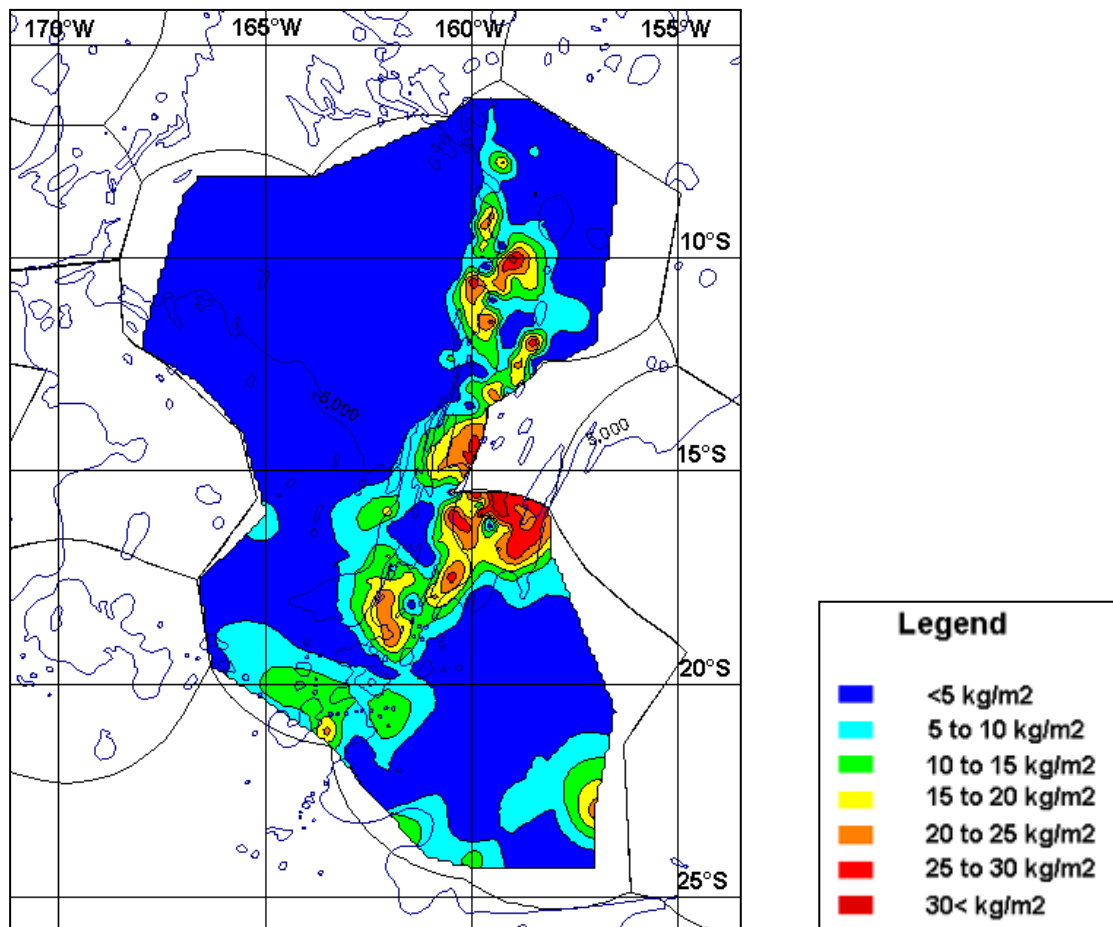 170°W 165°W 160°W 155°W
10°S
5,000
5,000
15°S
20°S
25°S
Legend
<5 kg/m2
5 to 10 kg/m2
10 to 15 kg/m2
15 to 20 kg/m2
20 to 25 kg/m2
25 to 30 kg/m2
30< kg/m2